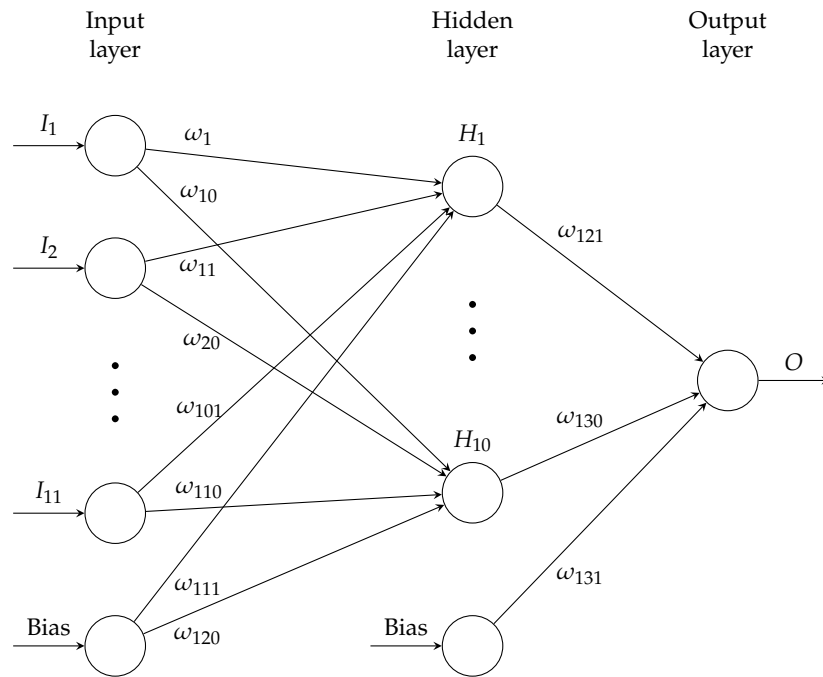 Input
layer
Hidden
layer
Output
layer
I₁
ω₁
H₁
ω₁₀
ω₁₂₁
I₂
ω₁₁
ω₂₀
O
ω₁₀₁
ω₁₃₀
H₁₀
I₁₁
ω₁₁₀
ω₁₃₁
ω₁₁₁
Bias
ω₁₂₀
Bias